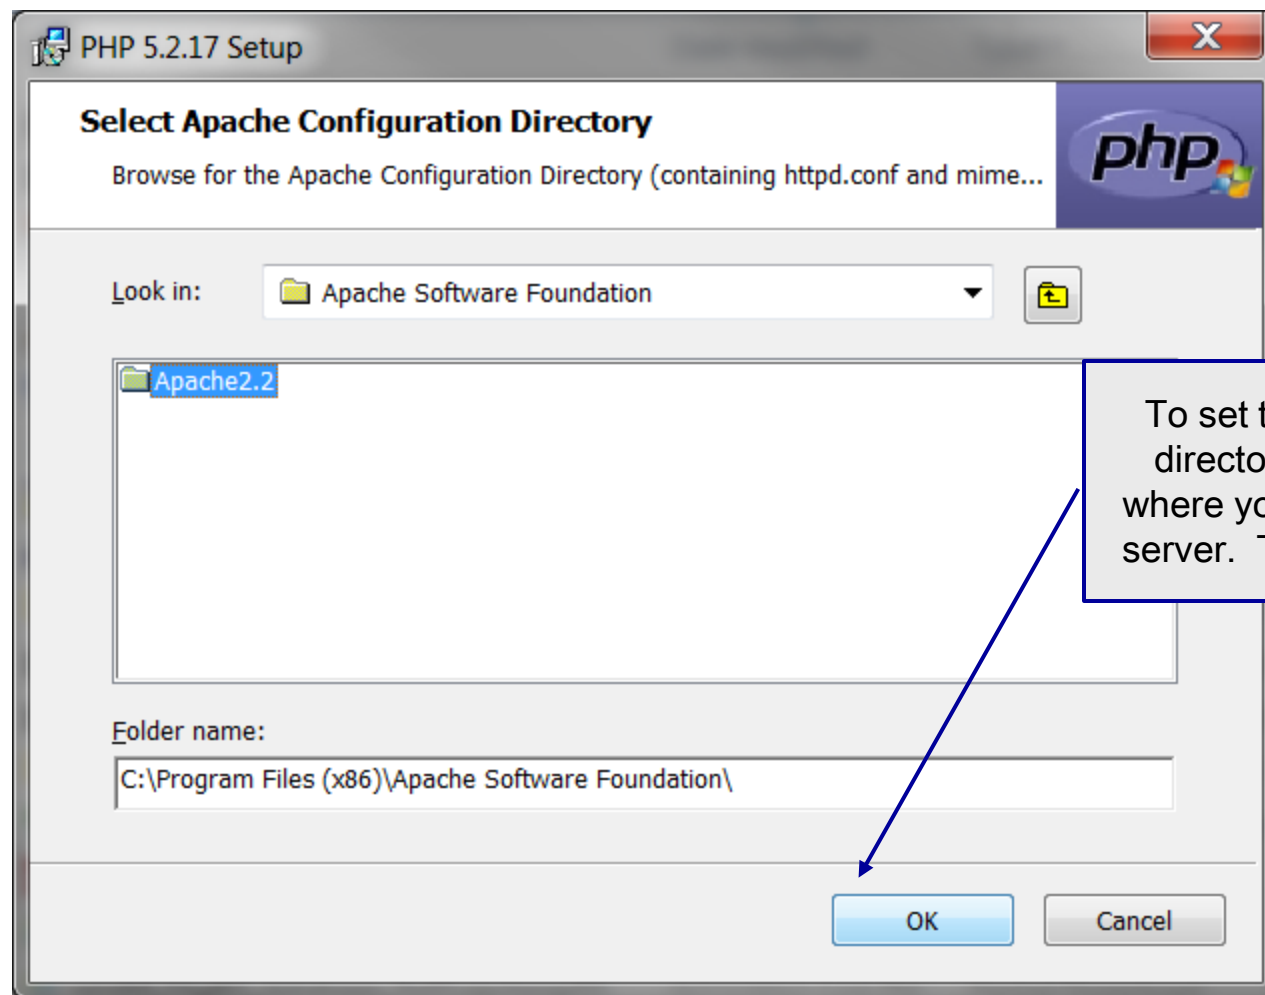 PHP 5.2.17 Setup
X
Select Apache Configuration Directory
Browse for the Apache Configuration Directory (containing httpd.conf and mime...
php
Look in:
Apache Software Foundation
Apache2.2
To set
directo
where yo
server.
Folder name:
C:\Program Files (x86)\Apache Software Foundation\
OK
Cancel